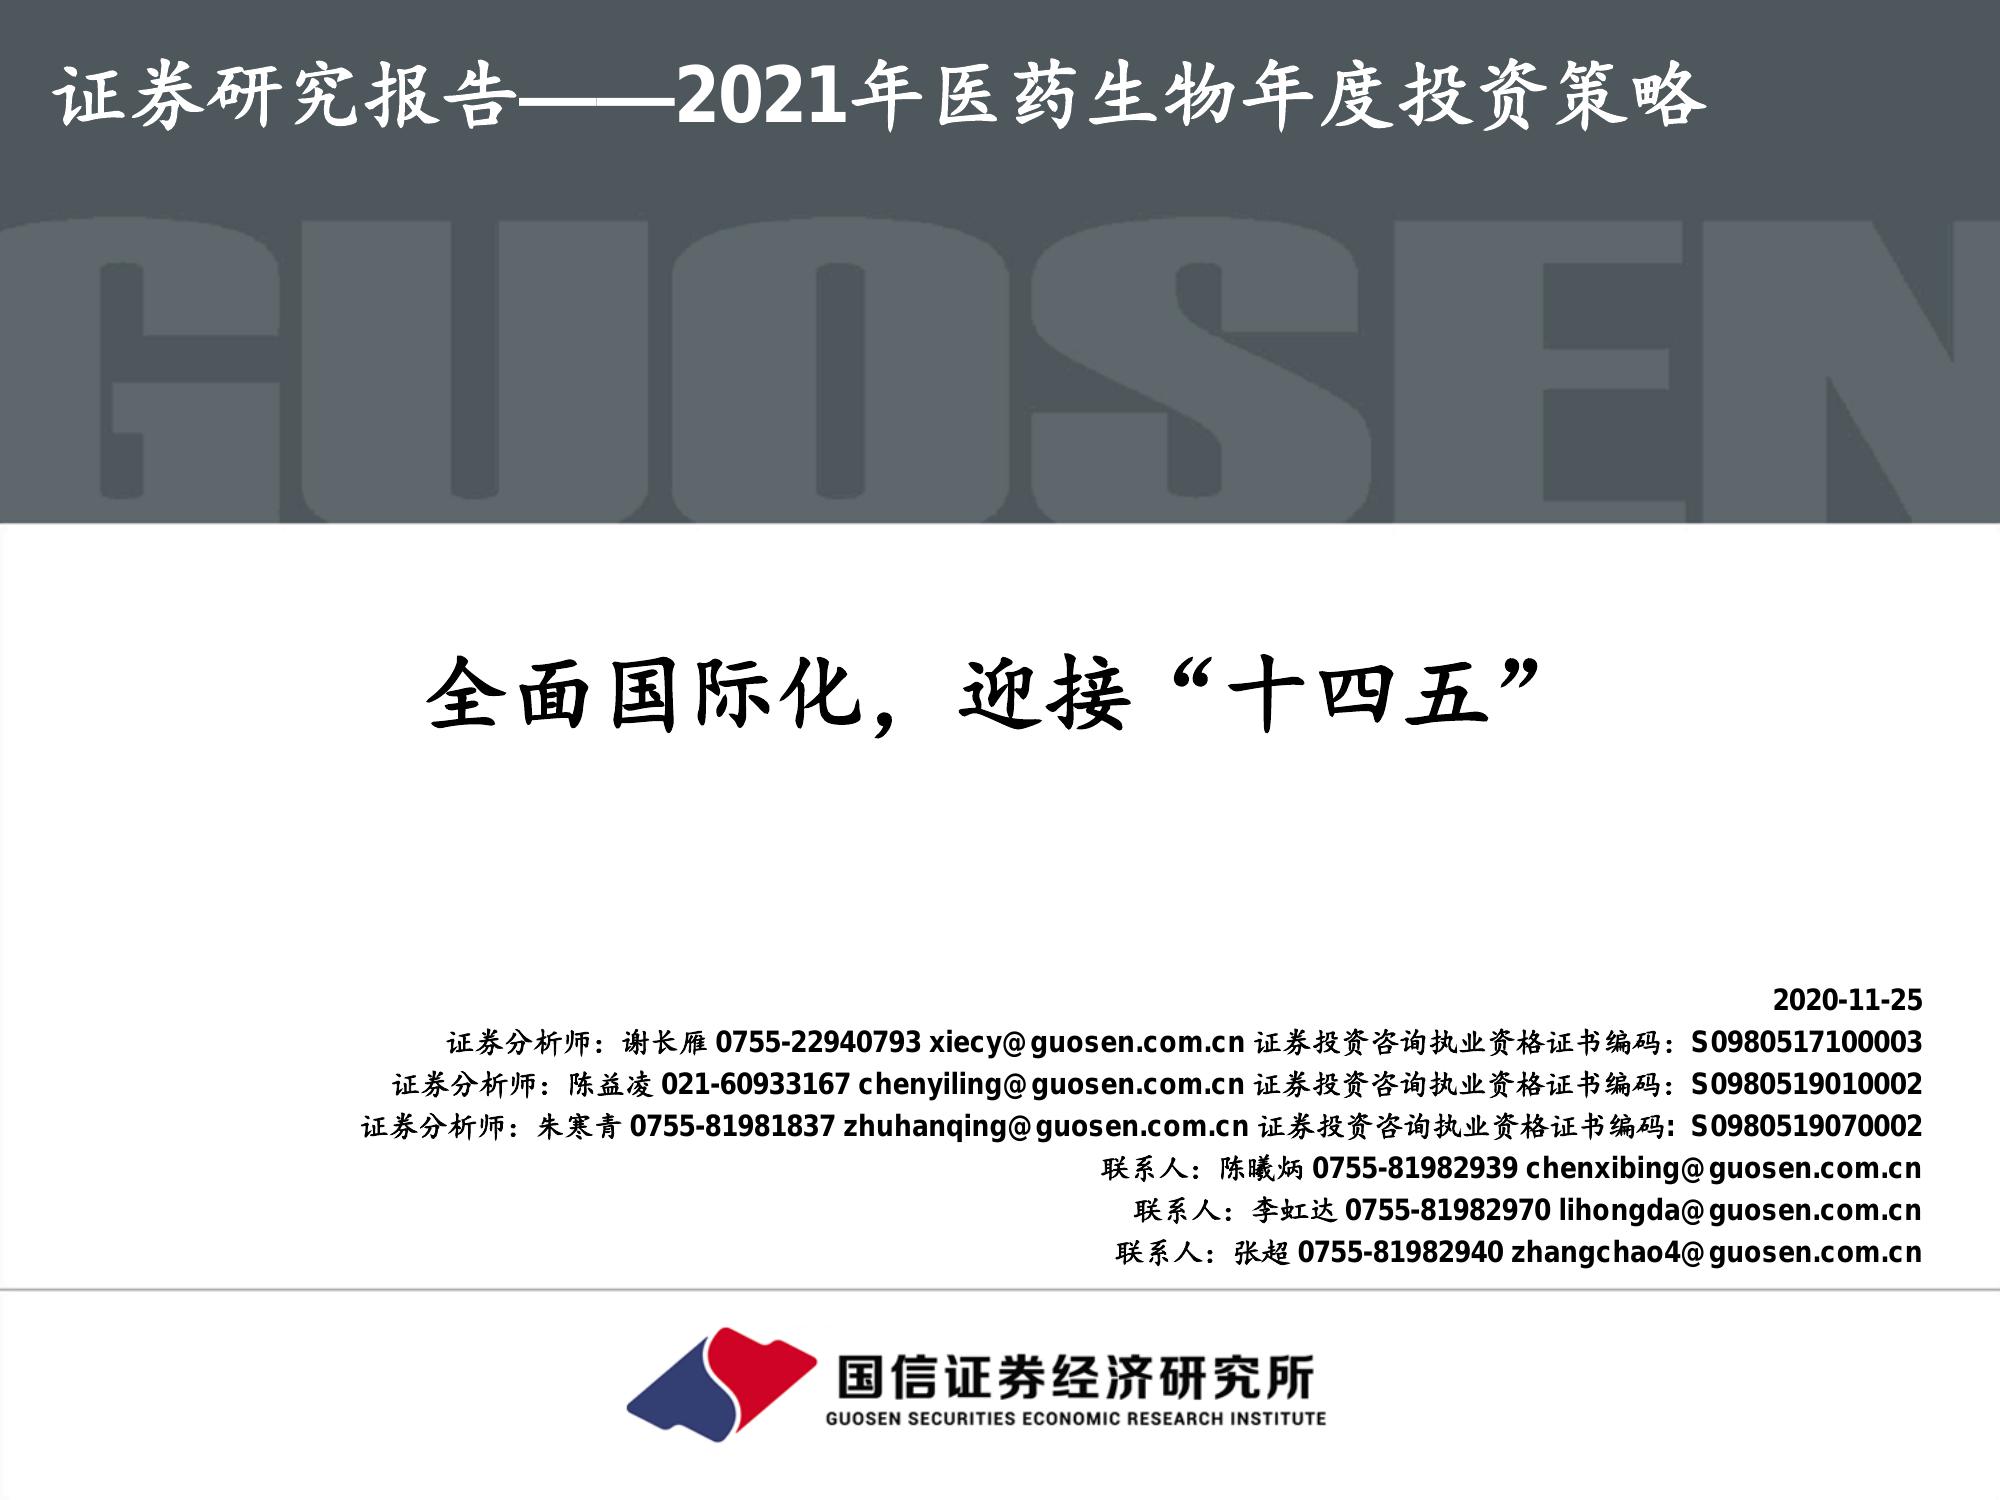 证券研究报告——2021年医药生物年度投资策略
GUOSEN
全面国际化，迎接“十四五”
2020-11-25
证券分析师：谢长雁 0755-22940793 xiecy@guosen.com.cn 证券投资咨询执业资格证书编码：S0980517100003
证券分析师：陈益凌 021-60933167 chenyiling@guosen.com.cn 证券投资咨询执业资格证书编码：S0980519010002
证券分析师：朱寒青 0755-81981837 zhuhanqing@guosen.com.cn 证券投资咨询执业资格证书编码：S0980519070002
联系人：陈曦炳 0755-81982939 chenxibing@guosen.com.cn
联系人：李虹达 0755-81982970 lihongda@guosen.com.cn
联系人：张超 0755-81982940 zhangchao4@guosen.com.cn
国信证券经济研究所
GUOSEN SECURITIES ECONOMIC RESEARCH INSTITUTE